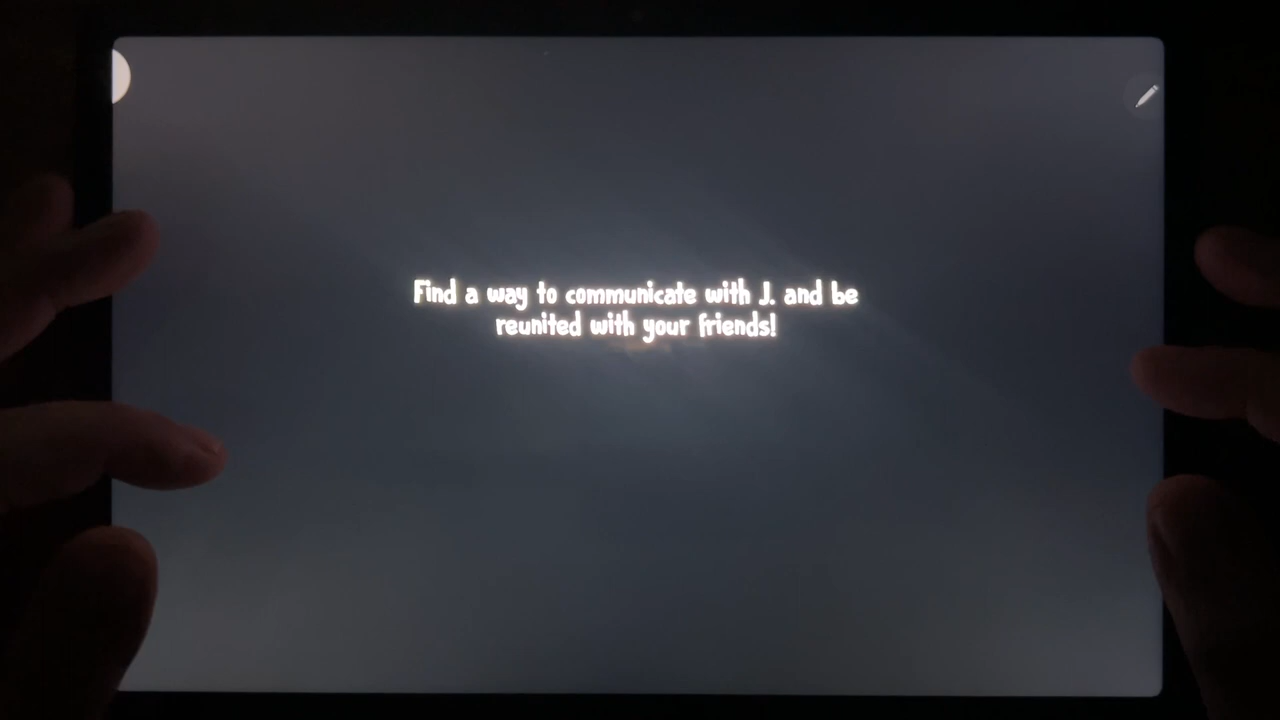 Find a way to communicate with J. and be
reunited with your friends!